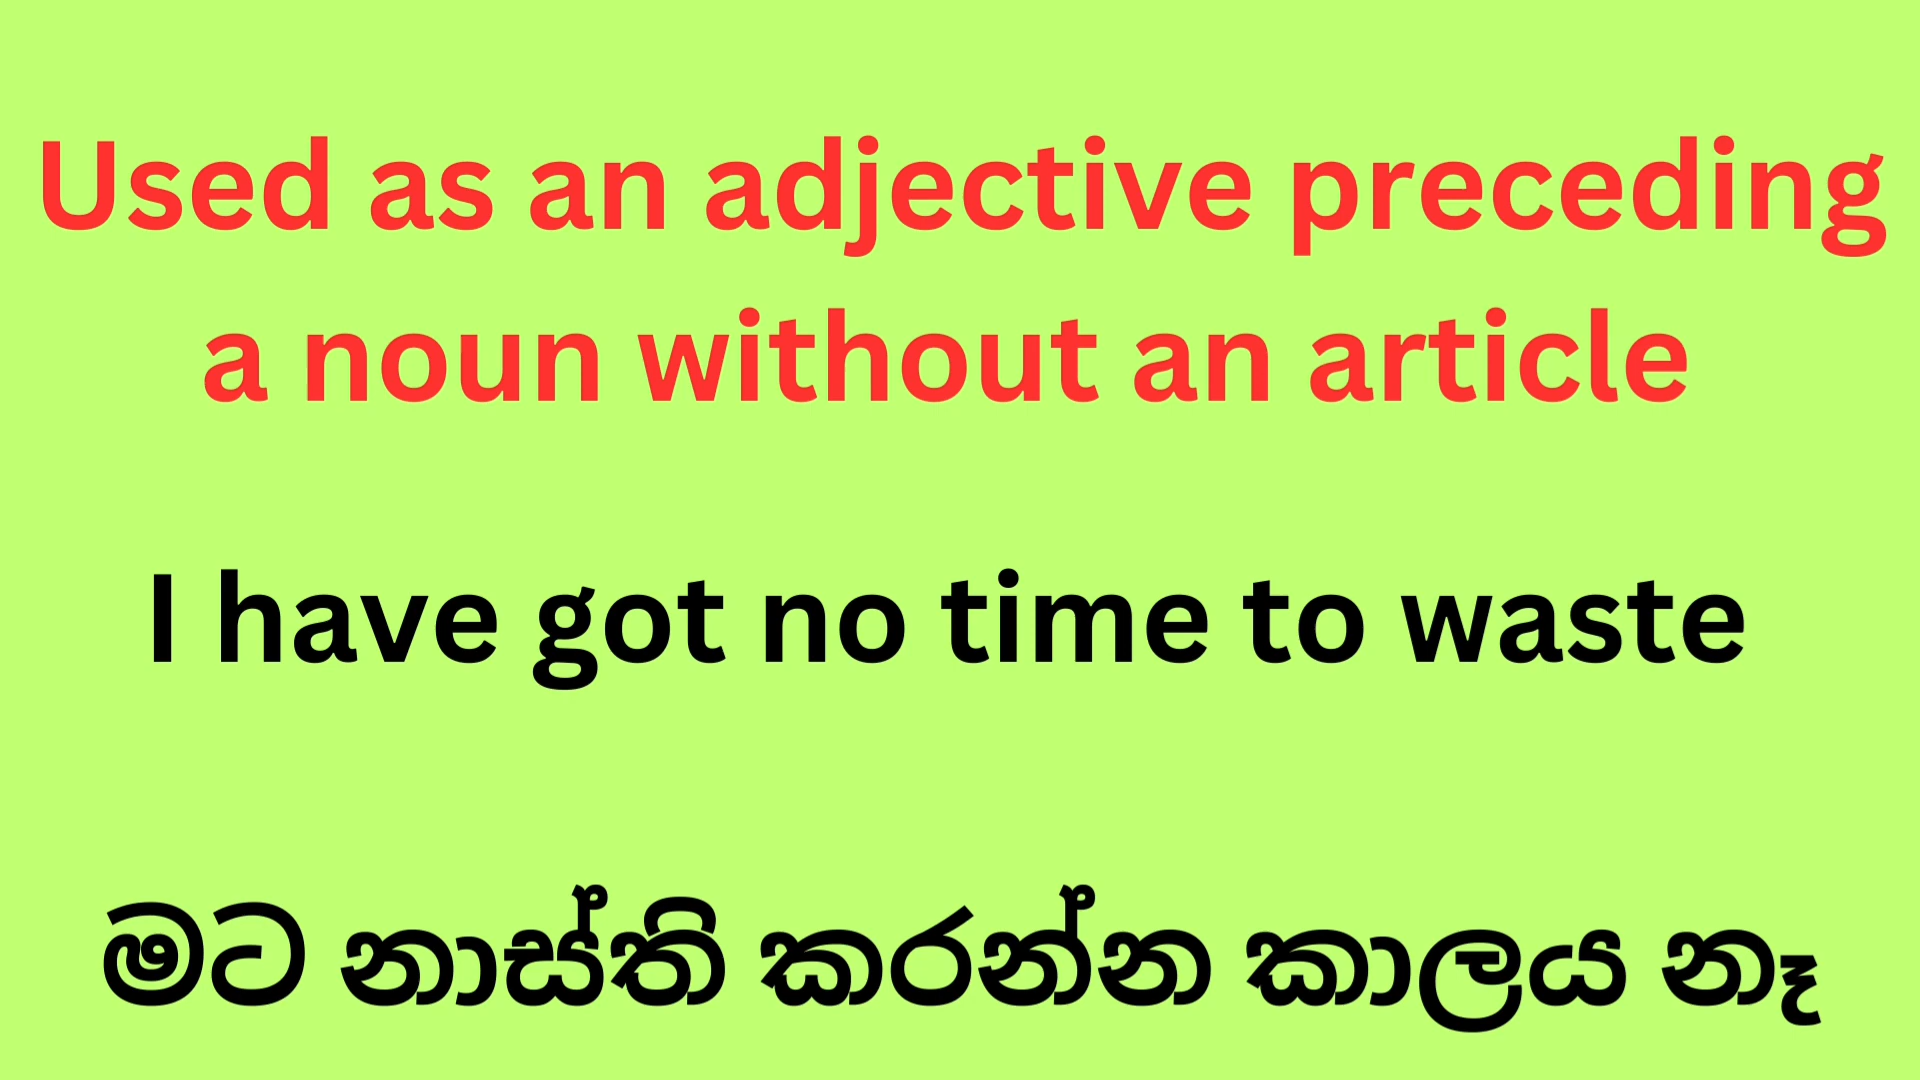 Used as an adjective preceding
a noun without an article
I have got no time to waste
මට නාස්ති කරන්න කාලය නෑ